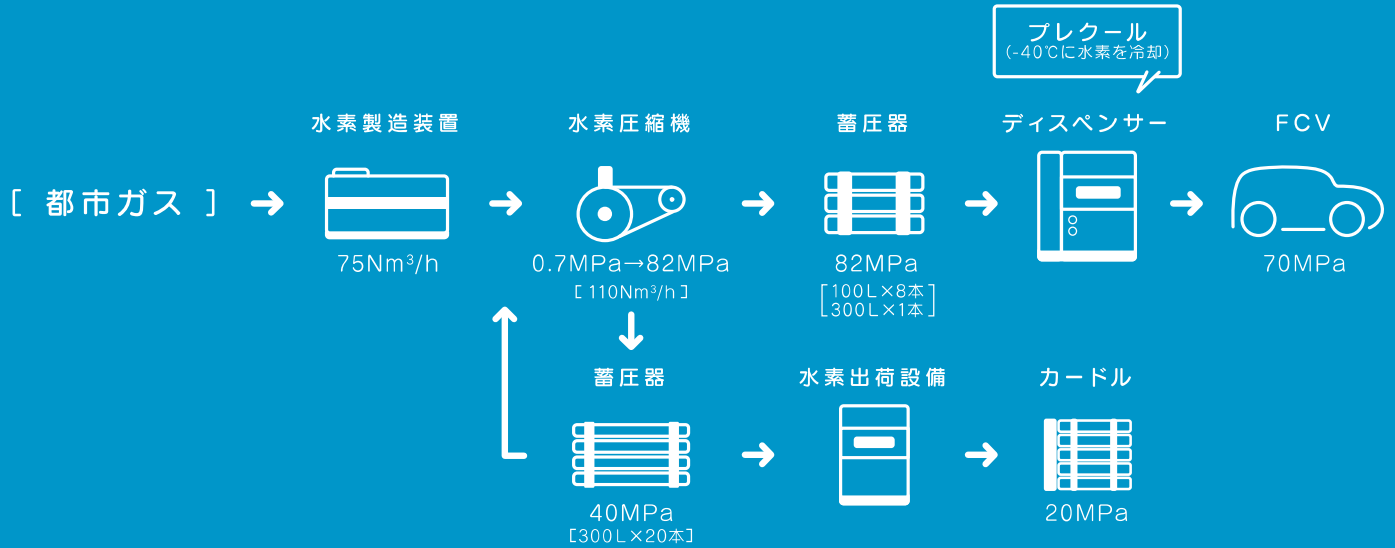 プレクール
(-40℃に水素を冷却)
水素製造装置
水素圧縮機
蓄圧器
ディスペンサー
FCV
[ 都市ガス ]
75Nm³/h
0.7MPa→82MPa
[ 110Nm³/h ]
82MPa
[100L×8本]
[300L×1本]
70MPa
蓄圧器
水素出荷設備
カードル
40MPa
[300L×20本]
20MPa